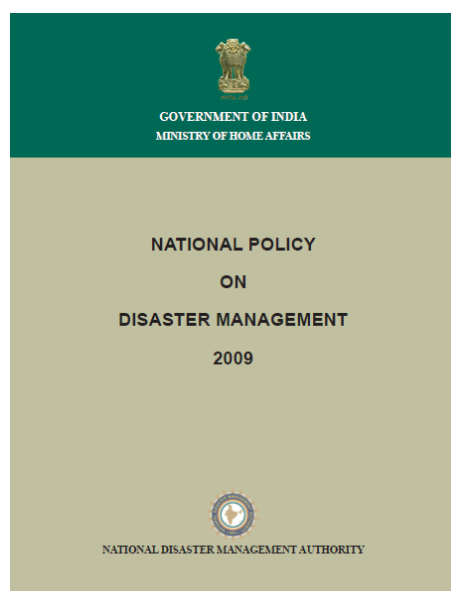 GOVERNMENT OF INDIA
MINISTRY OF HOME AFFAIRS
NATIONAL POLICY
ON
DISASTER MANAGEMENT
2009
NATIONAL DISASTER MANAGEMENT AUTHORITY